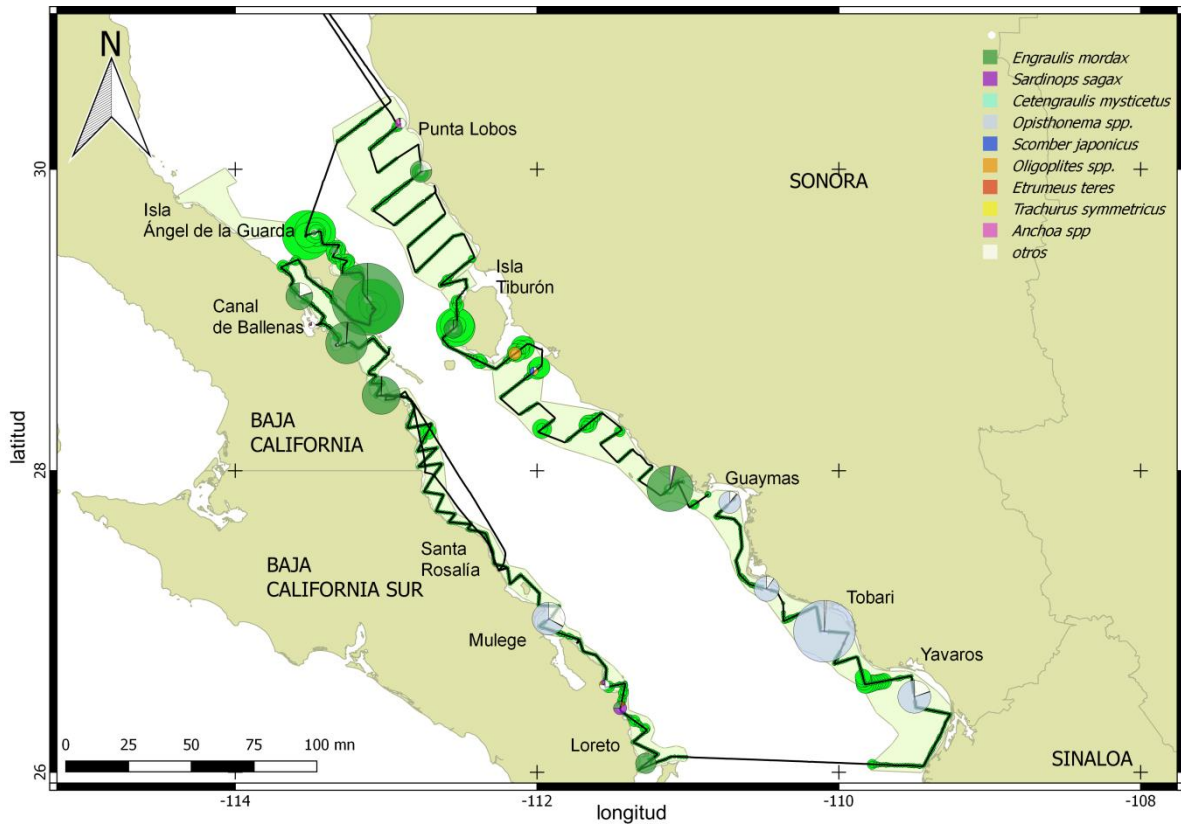 N
Engraulis mordax
Sardinops sagax
Cetengraulis mysticetus
Opisthonema spp.
Scomber japonicus
Oligoplites spp.
Etrumeus teres
Trachurus symmetricus
Anchoa spp
otros
Punta Lobos
30
SONORA
Isla
Ángel de la Guarda
Isla
Tiburón
Canal
de Ballenas
latitud
BAJA
CALIFORNIA
28
Guaymas
Santa
Rosalía
BAJA
CALIFORNIA SUR
Tobari
Mulege
Yavaros
Loreto
0 25 50 75 100 mn
SINALOA
26
-114 -112 -110 -108
longitud